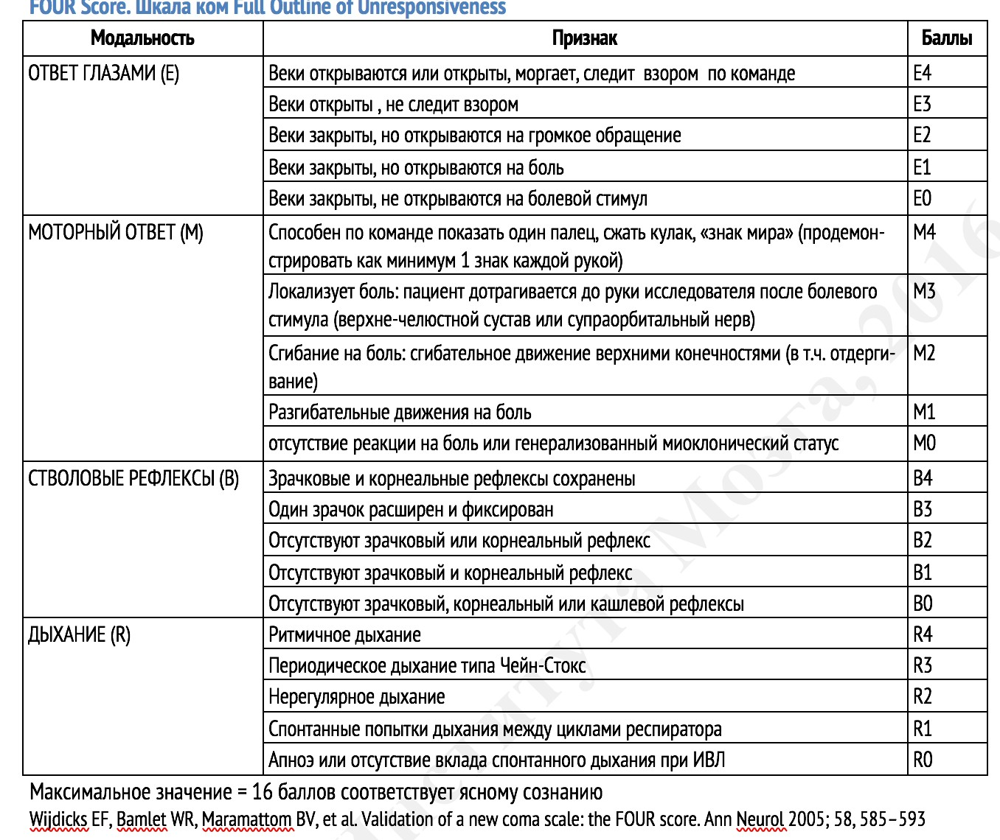 FOUR Score. Шкала ком Full Outline of Unresponsiveness
Модальность Признак Баллы
ОТВЕТ ГЛАЗАМИ (E) Веки открываются или открыты, моргает, следит взором по команде E4
Веки открыты , не следит взором E3
Веки закрыты, но открываются на громкое обращение E2
Веки закрыты, но открываются на боль E1
Веки закрыты, не открываются на болевой стимул E0
МОТОРНЫЙ ОТВЕТ (M) Способен по команде показать один палец, сжать кулак, «знак мира» (продемон- M4
стрировать как минимум 1 знак каждой рукой)
Локализует боль: пациент дотрагивается до руки исследователя после болевого M3
стимула (верхне-челюстной сустав или супраорбитальный нерв)
Сгибание на боль: сгибательное движение верхними конечностями (в т.ч. отдерги- M2
вание)
Разгибательные движения на боль M1
отсутствие реакции на боль или генерализованный миоклонический статус M0
СТВОЛОВЫЕ РЕФЛЕКСЫ (B) Зрачковые и корнеальные рефлексы сохранены B4
Один зрачок расширен и фиксирован B3
Отсутствуют зрачковый или корнеальный рефлекс B2
Отсутствуют зрачковый и корнеальный рефлекс B1
Отсутствуют зрачковый, корнеальный или кашлевой рефлексы B0
ДЫХАНИЕ (R) Ритмичное дыхание R4
Периодическое дыхание типа Чейн-Стокс R3
Нерегулярное дыхание R2
Спонтанные попытки дыхания между циклами респиратора R1
Апноэ или отсутствие вклада спонтанного дыхания при ИВЛ R0
Максимальное значение = 16 баллов соответствует ясному сознанию
Wijdicks EF, Bamlet WR, Maramattom BV, et al. Validation of a new coma scale: the FOUR score. Ann Neurol 2005; 58, 585–593
Института Мозга, 2016